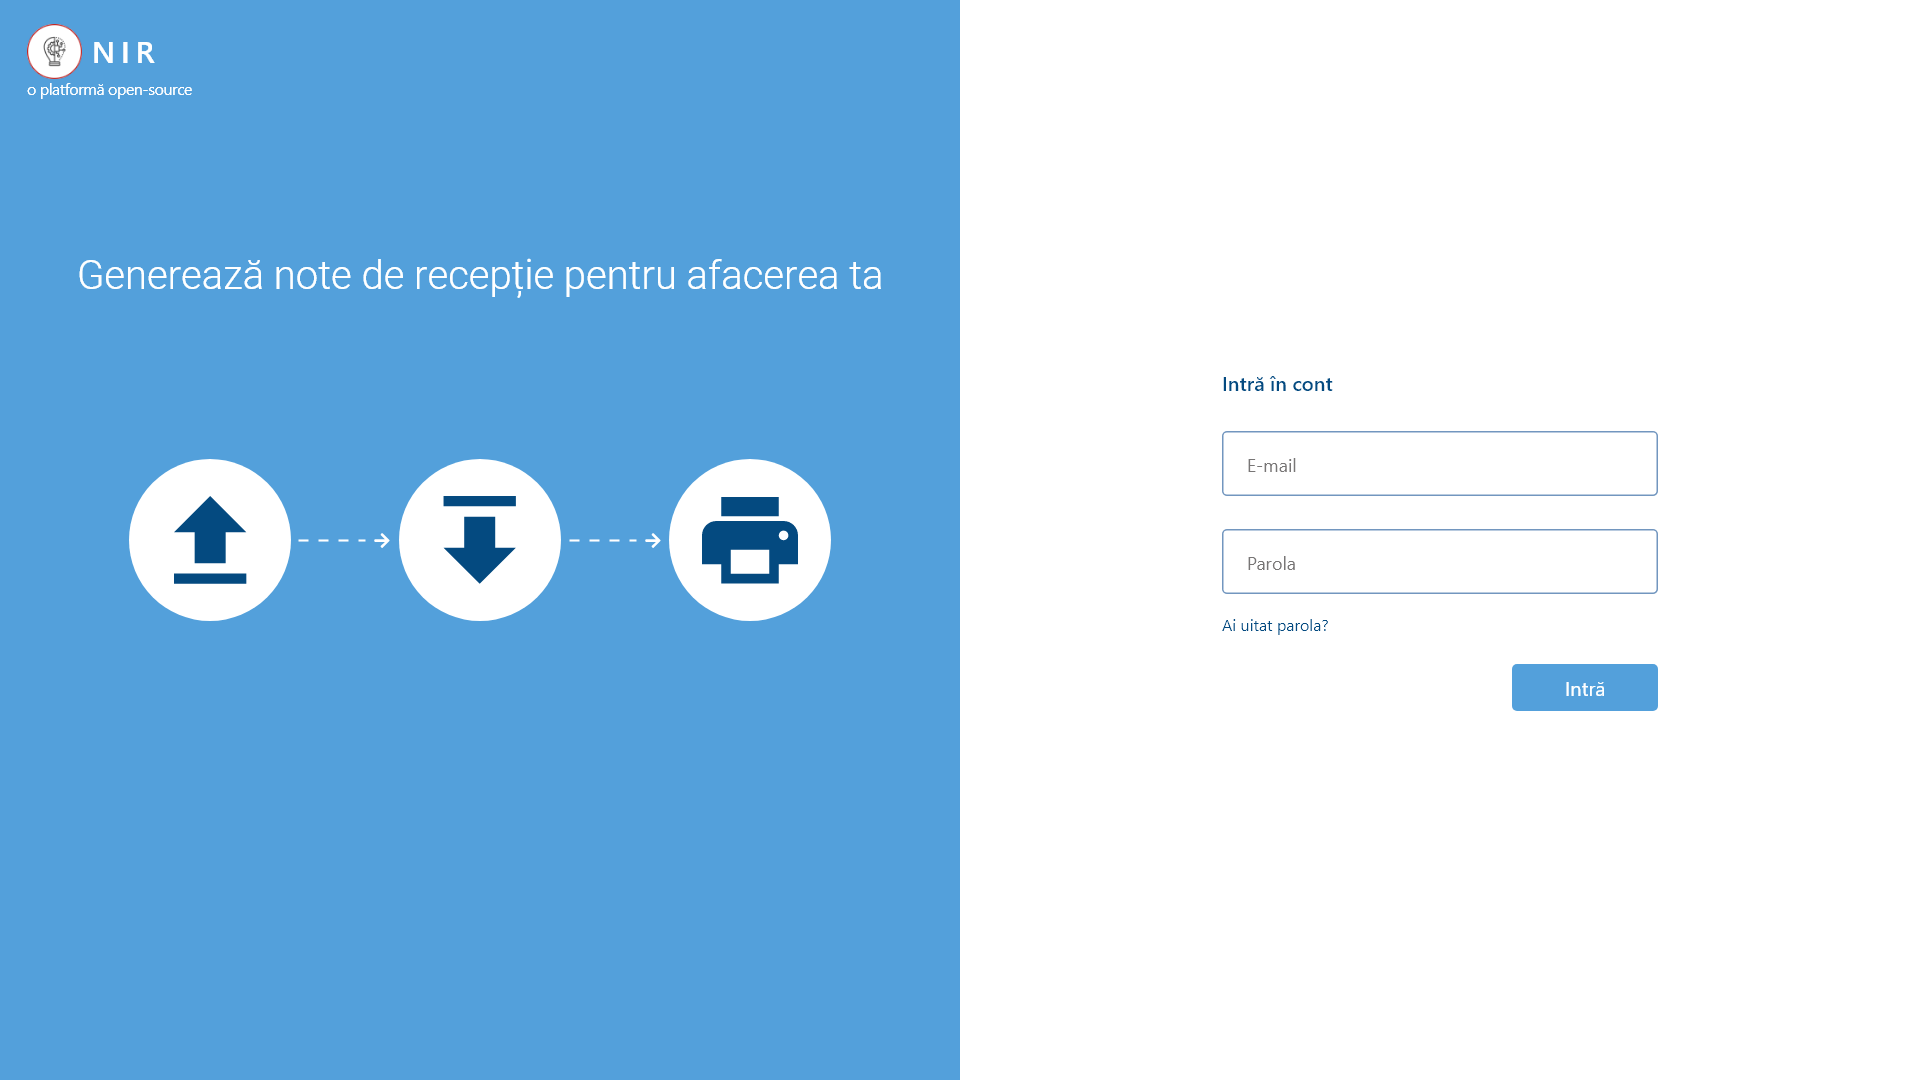 NIR
o platformă open-source
Generează note de recepție pentru afacerea ta
Intră în cont
E-mail
Parola
Ai uitat parola?
Intră